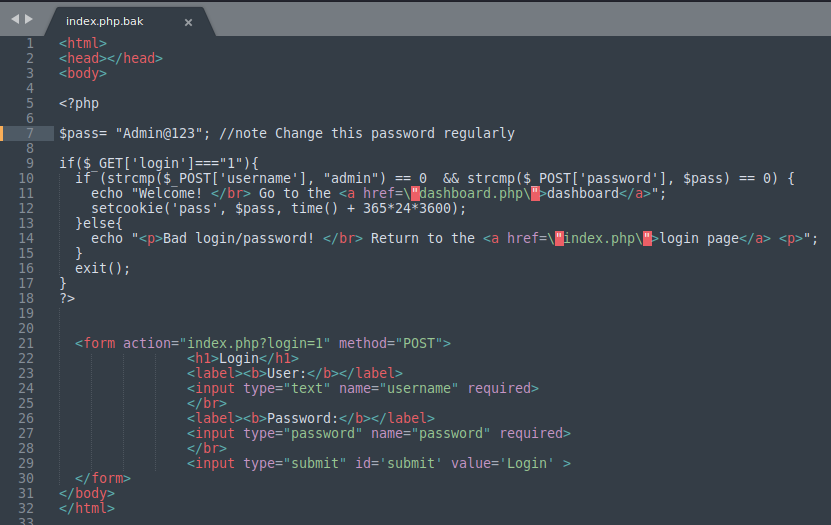 index.php.bak ×
1 <html>
2 <head></head>
3 <body>
4
5 <?php
6
7 $pass= "Admin@123"; //note Change this password regularly
8
9 if($_GET['login']==="1"){
10 if (strcmp($_POST['username'], "admin") == 0  && strcmp($_POST['password'], $pass) == 0) {
11 echo "Welcome! </br> Go to the <a href=\"dashboard.php\">dashboard</a>";
12 setcookie('pass', $pass, time() + 365*24*3600);
13 }else{
14 echo "<p>Bad login/password! </br> Return to the <a href=\"index.php\">login page</a> <p>";
15 }
16 exit();
17 }
18 ?>
19
20
21 <form action="index.php?login=1" method="POST">
22 <h1>Login</h1>
23 <label><b>User:</b></label>
24 <input type="text" name="username" required>
25 </br>
26 <label><b>Password:</b></label>
27 <input type="password" name="password" required>
28 </br>
29 <input type="submit" id='submit' value='Login' >
30 </form>
31 </body>
32 </html>
33